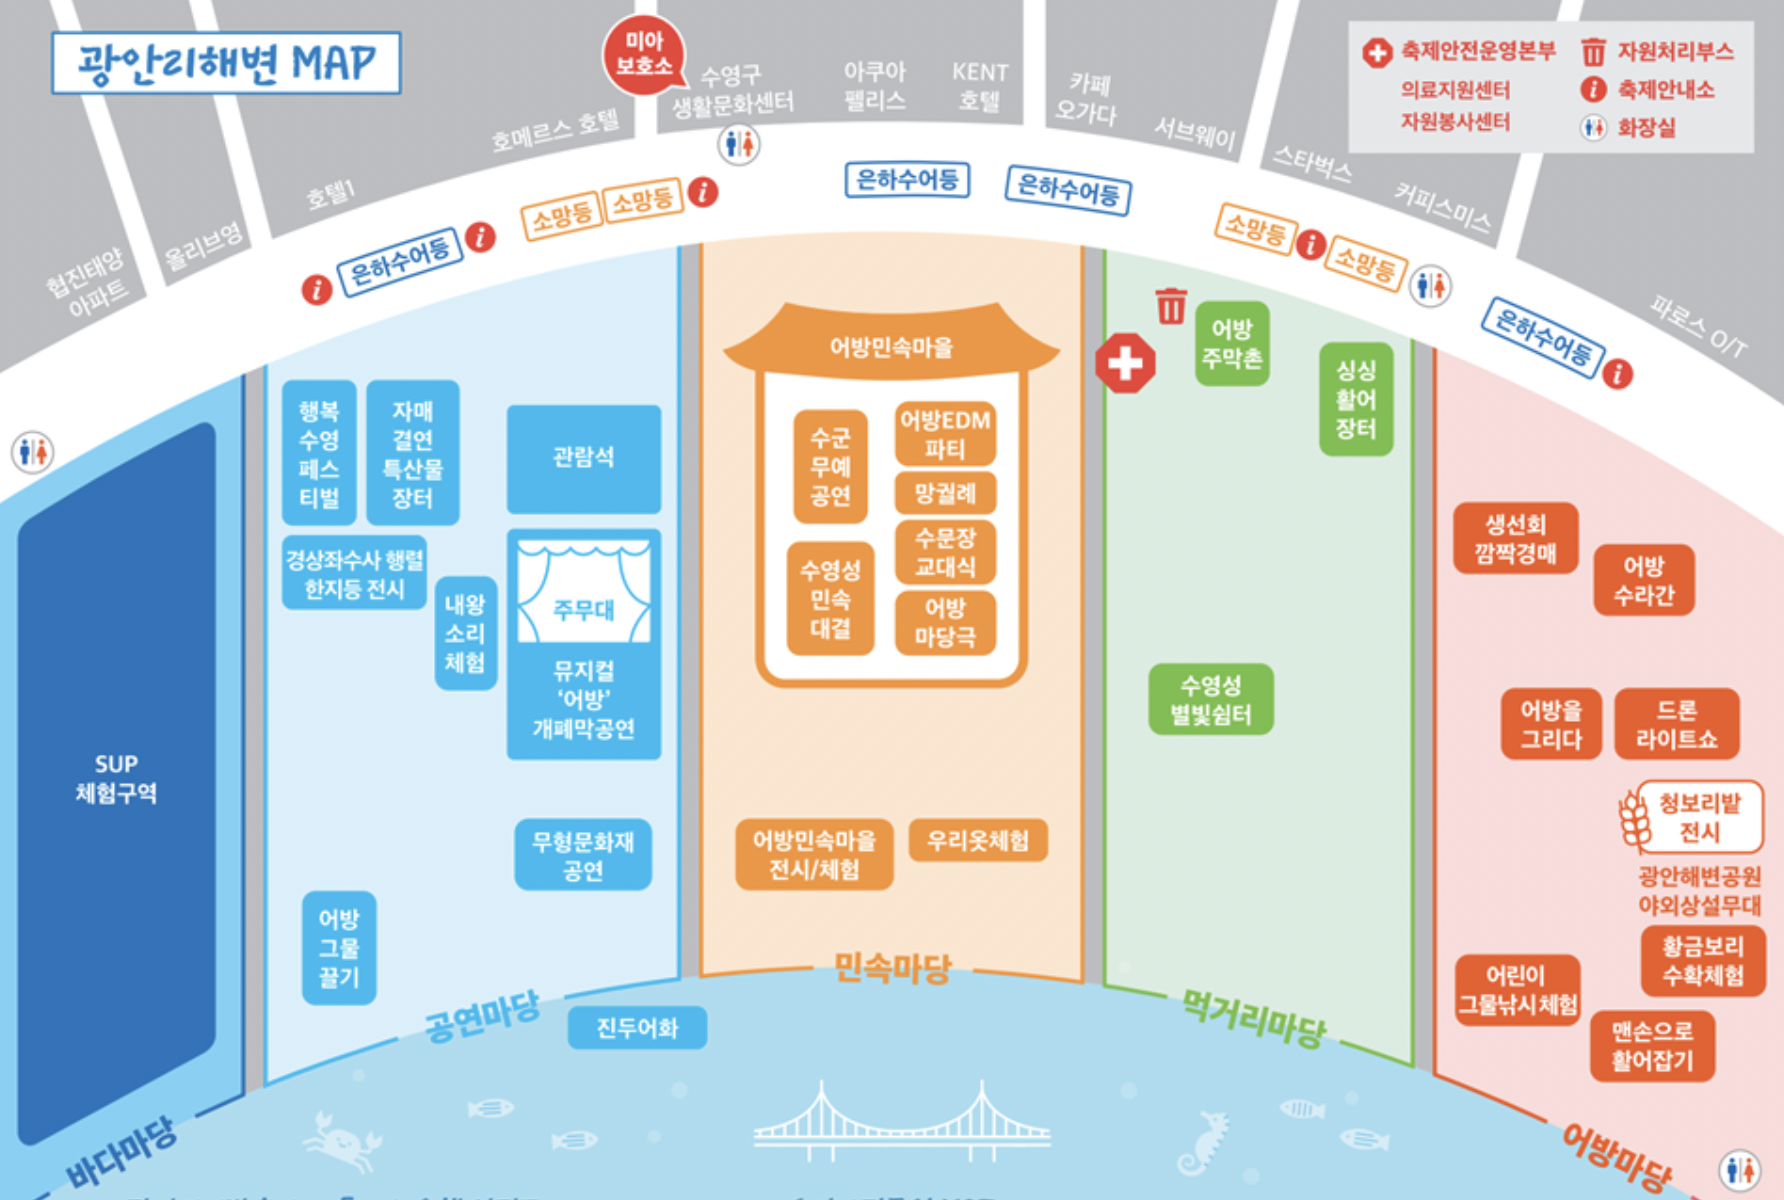 광안리해변 MAP
미아
보호소
축제안전운영본부
의료지원센터
자원봉사센터
자원처리부스
축제안내소
화장실
협진태양
아파트
올리브영
호텔1
호메르스 호텔
수영구
생활문화센터
아쿠아
펠리스
KENT
호텔
카페
오가다
서브웨이
스타벅스
커피스미스
파로스 O/T
은하수어등
소망등
소망등
은하수어등
은하수어등
소망등
소망등
은하수어등
SUP
체험구역
바다마당
행복
수영
페스
티벌
자매
결연
특산물
장터
관람석
경상좌수사 행렬
한지등 전시
내왕
소리
체험
주무대
뮤지컬
‘어방’
개폐막공연
무형문화재
공연
어방
그물
끌기
공연마당
진두어화
어방민속마을
수군
무예
공연
어방EDM
파티
망궐례
수문장
교대식
수영성
민속
대결
어방
마당극
어방민속마을
전시/체험
우리옷체험
민속마당
어방
주막촌
싱싱
활어
장터
수영성
별빛쉼터
먹거리마당
생선회
깜짝경매
어방
수라간
어방을
그리다
드론
라이트쇼
청보리밭
전시
광안해변공원
야외상설무대
황금보리
수확체험
어린이
그물낚시체험
맨손으로
활어잡기
어방마당